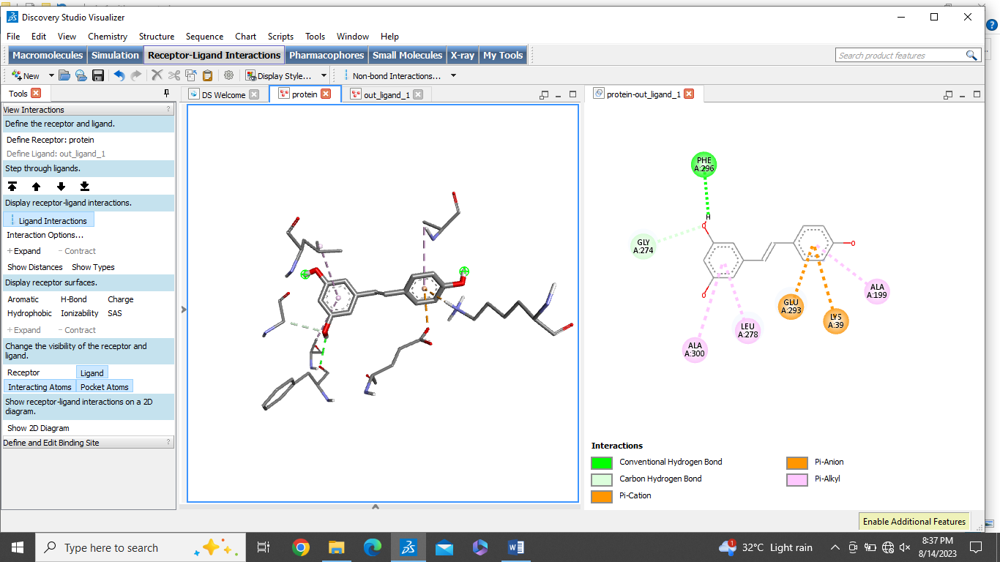 Discovery Studio Visualizer
File Edit View Chemistry Structure Sequence Chart Scripts Tools Window Help
Macromolecules Simulation Receptor-Ligand Interactions Pharmacophores Small Molecules X-ray My Tools
Search product features
New Display Style... Non-bond Interactions...
Tools
DS Welcome protein out_ligand_1
protein-out_ligand_1
View Interactions ?
Define the receptor and ligand.
Define Receptor: protein
Define Ligand: out_ligand_1
Step through ligands.
Display receptor-ligand interactions.
Ligand Interactions
Interaction Options...
+ Expand − Contract
Show Distances Show Types
Display receptor surfaces.
Aromatic H-Bond Charge
Hydrophobic Ionizability SAS
+ Expand − Contract
Change the visibility of the receptor and
ligand.
Receptor Ligand
Interacting Atoms Pocket Atoms
Show receptor-ligand interactions on a 2D
diagram.
Show 2D Diagram
Define and Edit Binding Site ?
PHE
A:296
H
O
GLY
A:274
O
O
ALA
A:199
GLU
A:293
LYS
A:39
LEU
A:278
ALA
A:300
Interactions
Conventional Hydrogen Bond
Carbon Hydrogen Bond
Pi-Cation
Pi-Anion
Pi-Alkyl
Enable Additional Features
Type here to search
1
32°C Light rain
8:37 PM
8/14/2023